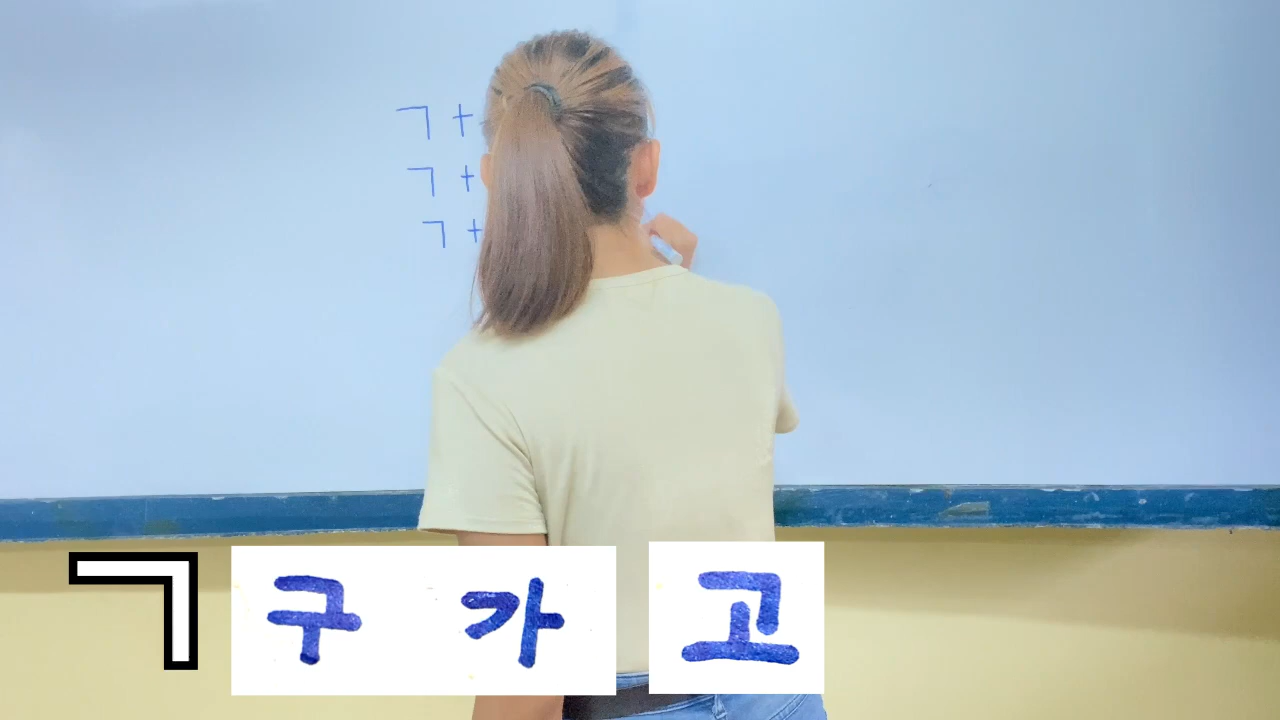 ㄱ +
ㄱ +
ㄱ +
ㄱ 구 가 고